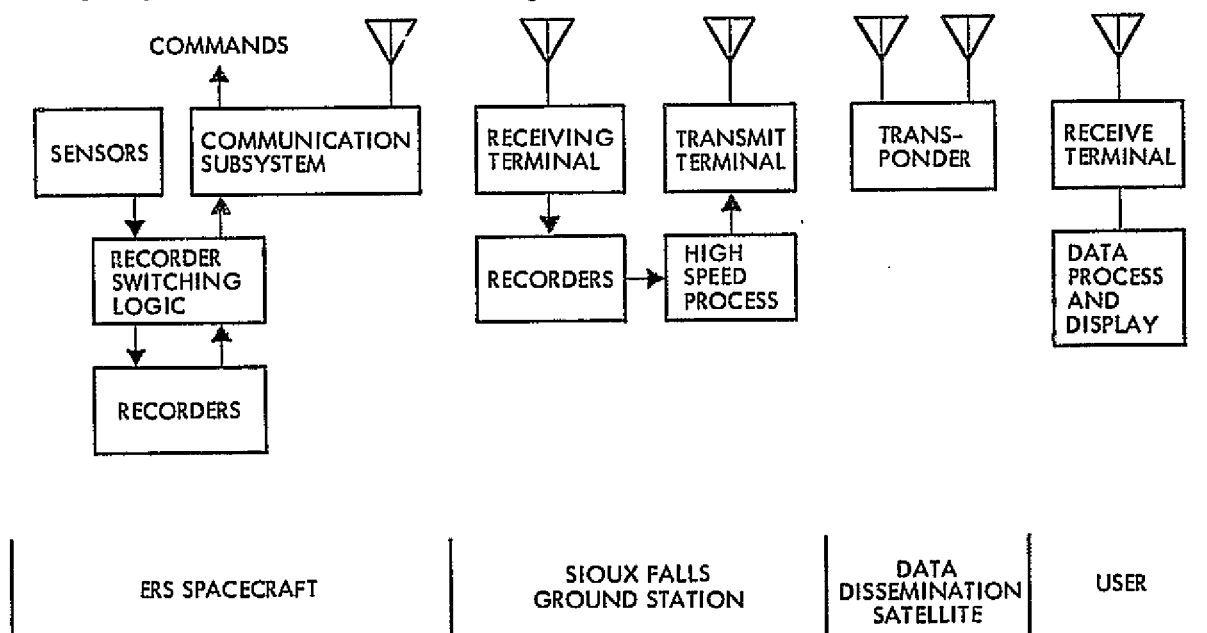 COMMANDS
SENSORS
COMMUNICATION
SUBSYSTEM
RECORDER
SWITCHING
LOGIC
RECORDERS
RECEIVING
TERMINAL
TRANSMIT
TERMINAL
RECORDERS
HIGH
SPEED
PROCESS
TRANS-
PONDER
RECEIVE
TERMINAL
DATA
PROCESS
AND
DISPLAY
ERS SPACECRAFT
SIOUX FALLS
GROUND STATION
DATA
DISSEMINATION
SATELLITE
USER